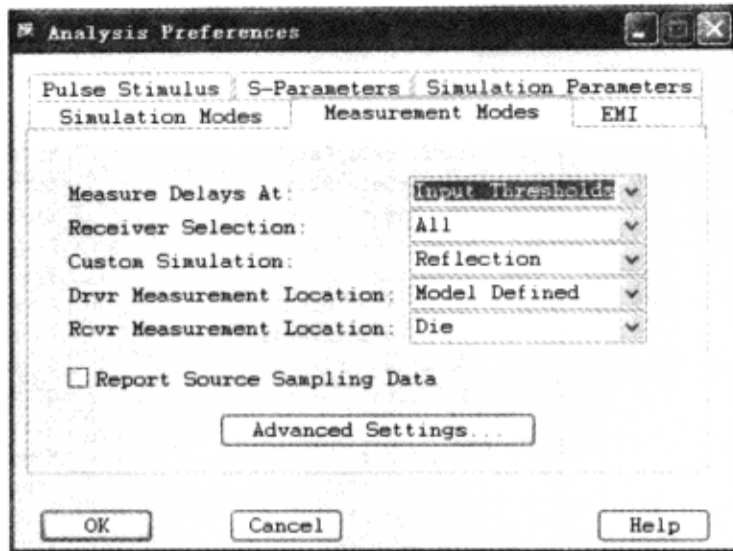 Analysis Preferences
Pulse Stimulus S-Parameters Simulation Parameters
Simulation Modes Measurement Modes EMI
Measure Delays At: Input Thresholds
Receiver Selection: All
Custom Simulation: Reflection
Drvr Measurement Location: Model Defined
Rcvr Measurement Location: Die
Report Source Sampling Data
Advanced Settings...
OK Cancel Help